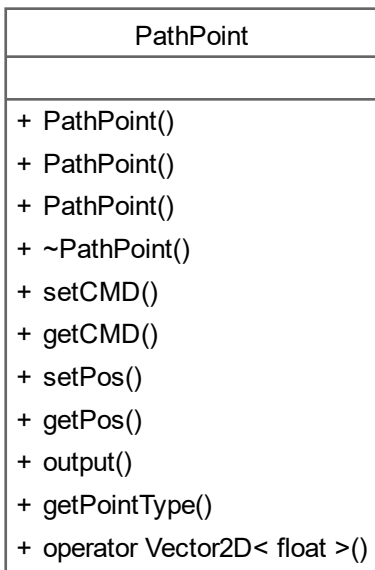 PathPoint
+ PathPoint()
+ PathPoint()
+ PathPoint()
+ ~PathPoint()
+ setCMD()
+ getCMD()
+ setPos()
+ getPos()
+ output()
+ getPointType()
+ operator Vector2D< float >()